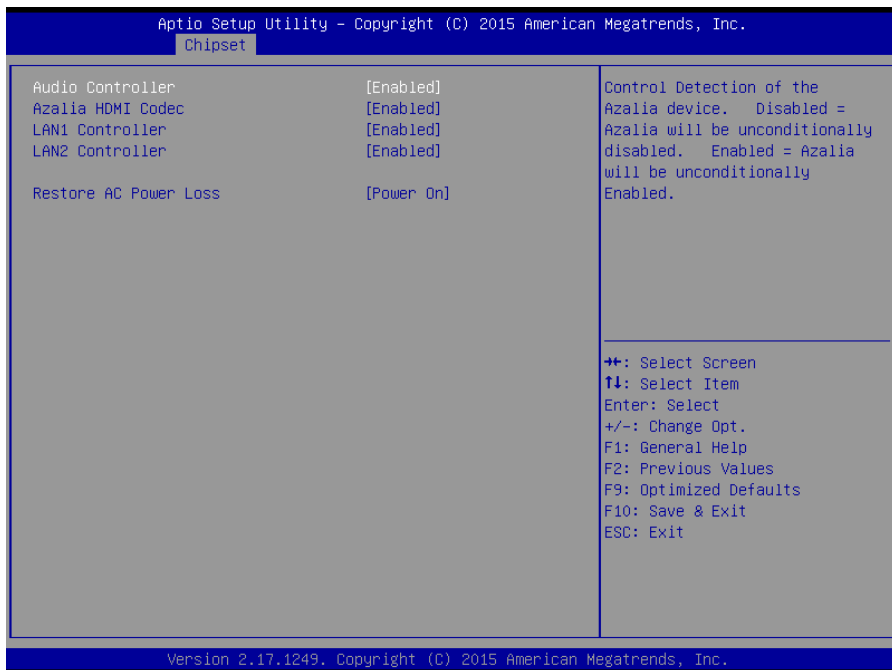 Aptio Setup Utility – Copyright (C) 2015 American Megatrends, Inc.
Chipset
Audio Controller [Enabled]
Azalia HDMI Codec [Enabled]
LAN1 Controller [Enabled]
LAN2 Controller [Enabled]
Restore AC Power Loss [Power On]
Control Detection of the
Azalia device. Disabled =
Azalia will be unconditionally
disabled. Enabled = Azalia
will be unconditionally
Enabled.
→←: Select Screen
↑↓: Select Item
Enter: Select
+/-: Change Opt.
F1: General Help
F2: Previous Values
F9: Optimized Defaults
F10: Save & Exit
ESC: Exit
Version 2.17.1249. Copyright (C) 2015 American Megatrends, Inc.